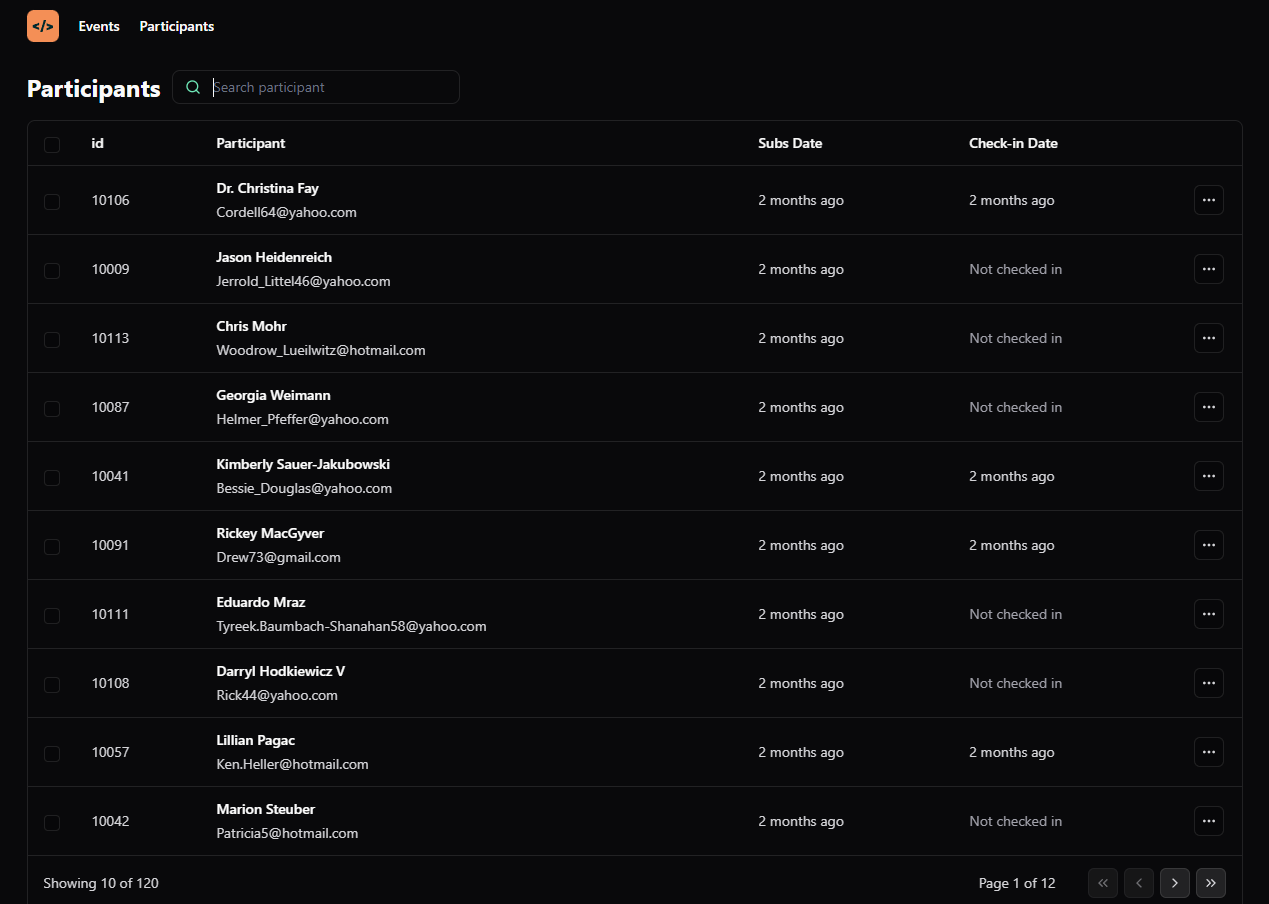 </> Events Participants
Participants Search participant
id Participant Subs Date Check-in Date
Dr. Christina Fay
10106 2 months ago 2 months ago
Cordell64@yahoo.com
Jason Heidenreich
10009 2 months ago Not checked in
Jerrold_Littel46@yahoo.com
Chris Mohr
10113 2 months ago Not checked in
Woodrow_Lueilwitz@hotmail.com
Georgia Weimann
10087 2 months ago Not checked in
Helmer_Pfeffer@yahoo.com
Kimberly Sauer-Jakubowski
10041 2 months ago 2 months ago
Bessie_Douglas@yahoo.com
Rickey MacGyver
10091 2 months ago 2 months ago
Drew73@gmail.com
Eduardo Mraz
10111 2 months ago Not checked in
Tyreek.Baumbach-Shanahan58@yahoo.com
Darryl Hodkiewicz V
10108 2 months ago Not checked in
Rick44@yahoo.com
Lillian Pagac
10057 2 months ago 2 months ago
Ken.Heller@hotmail.com
Marion Steuber
10042 2 months ago Not checked in
Patricia5@hotmail.com
Showing 10 of 120 Page 1 of 12